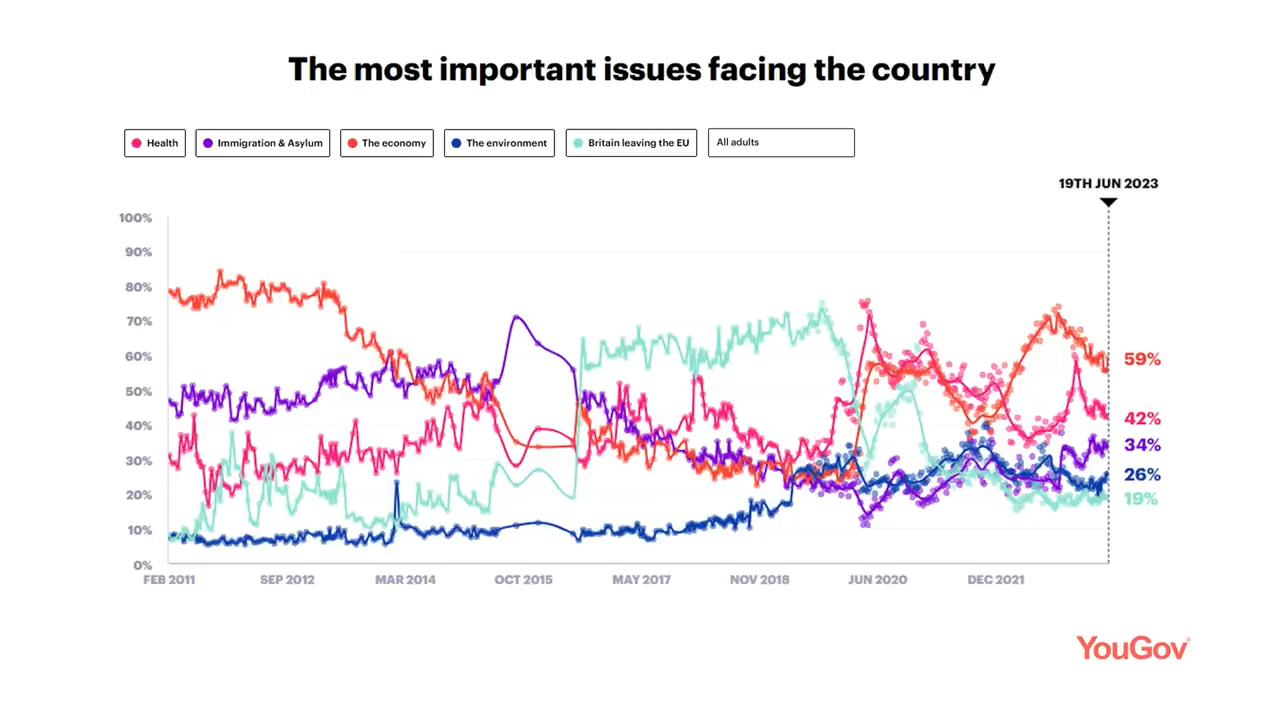 The most important issues facing the country
Health
Immigration & Asylum
The economy
The environment
Britain leaving the EU
All adults
19TH JUN 2023
100%
90%
80%
70%
60%
50%
40%
30%
20%
10%
0%
59%
42%
34%
26%
19%
FEB 2011
SEP 2012
MAR 2014
OCT 2015
MAY 2017
NOV 2018
JUN 2020
DEC 2021
YouGov